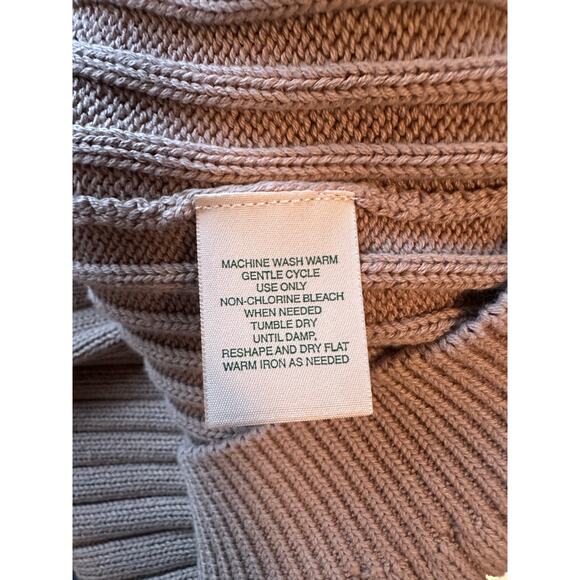 MACHINE WASH WARM
GENTLE CYCLE
USE ONLY
NON-CHLORINE BLEACH
WHEN NEEDED
TUMBLE DRY
UNTIL DAMP,
RESHAPE AND DRY FLAT
WARM IRON AS NEEDED